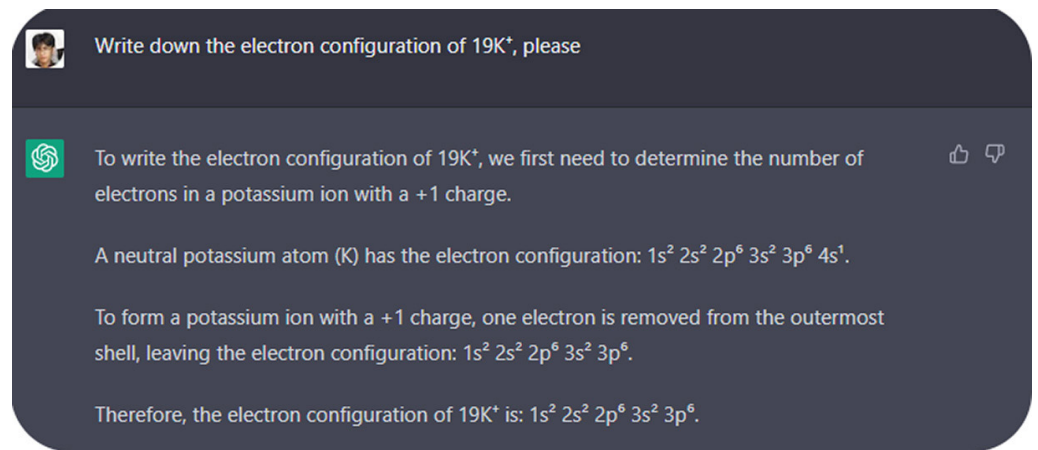 Write down the electron configuration of 19K⁺, please
To write the electron configuration of 19K⁺, we first need to determine the number of
electrons in a potassium ion with a +1 charge.
A neutral potassium atom (K) has the electron configuration: 1s² 2s² 2p⁶ 3s² 3p⁶ 4s¹.
To form a potassium ion with a +1 charge, one electron is removed from the outermost
shell, leaving the electron configuration: 1s² 2s² 2p⁶ 3s² 3p⁶.
Therefore, the electron configuration of 19K⁺ is: 1s² 2s² 2p⁶ 3s² 3p⁶.